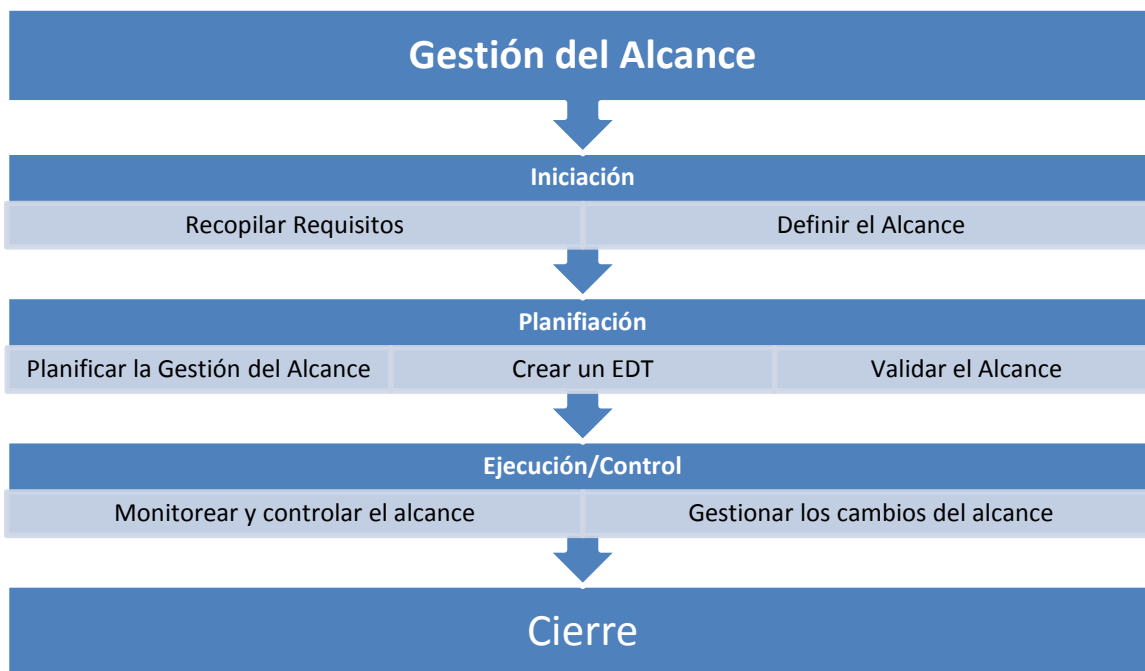 Gestión del Alcance
Iniciación
Recopilar Requisitos
Definir el Alcance
Planifiación
Planificar la Gestión del Alcance
Crear un EDT
Validar el Alcance
Ejecución/Control
Monitorear y controlar el alcance
Gestionar los cambios del alcance
Cierre